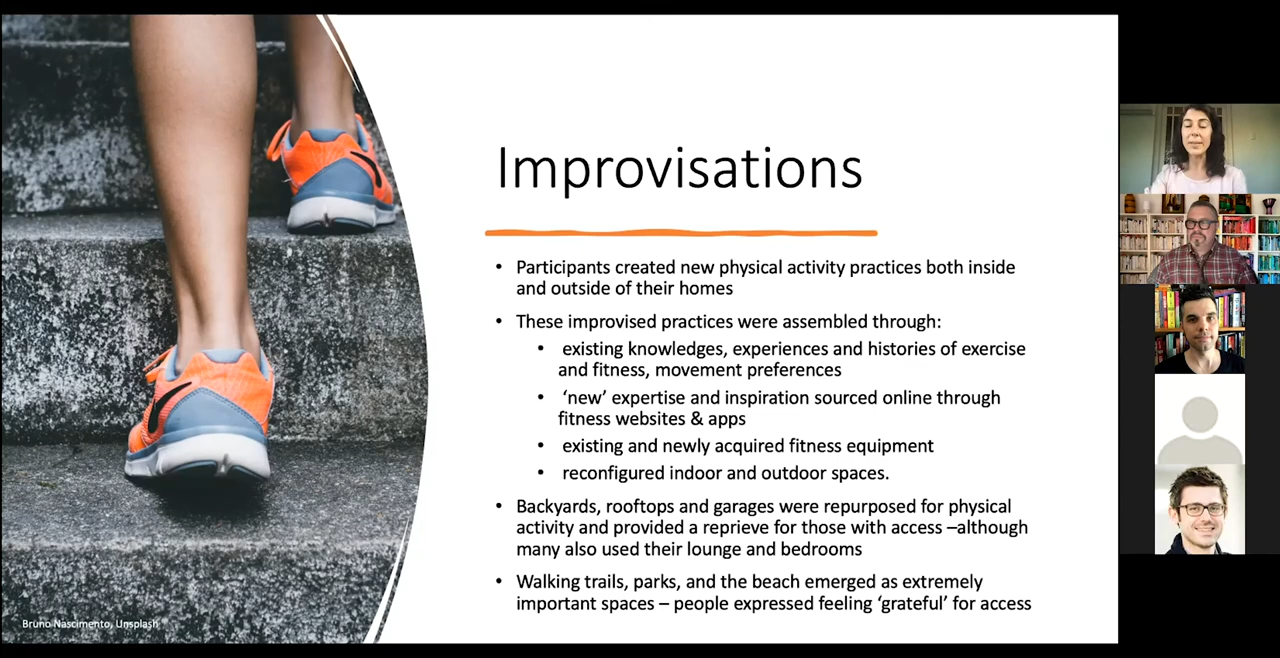 Improvisations
• Participants created new physical activity practices both inside
and outside of their homes
• These improvised practices were assembled through:
• existing knowledges, experiences and histories of exercise
and fitness, movement preferences
• ‘new’ expertise and inspiration sourced online through
fitness websites & apps
• existing and newly acquired fitness equipment
• reconfigured indoor and outdoor spaces.
• Backyards, rooftops and garages were repurposed for physical
activity and provided a reprieve for those with access –although
many also used their lounge and bedrooms
• Walking trails, parks, and the beach emerged as extremely
important spaces – people expressed feeling ‘grateful’ for access
Bruno Nascimento, Unsplash